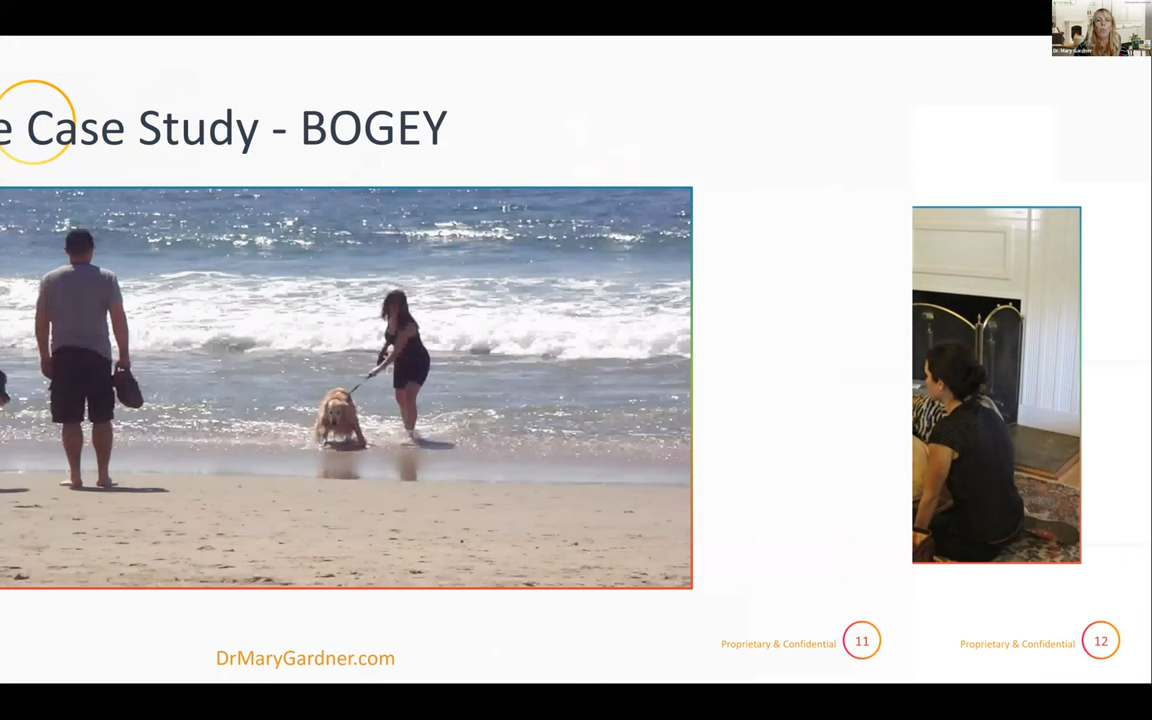 Dr. Mary Gardner
e Case Study - BOGEY
DrMaryGardner.com
Proprietary & Confidential 11
Proprietary & Confidential 12